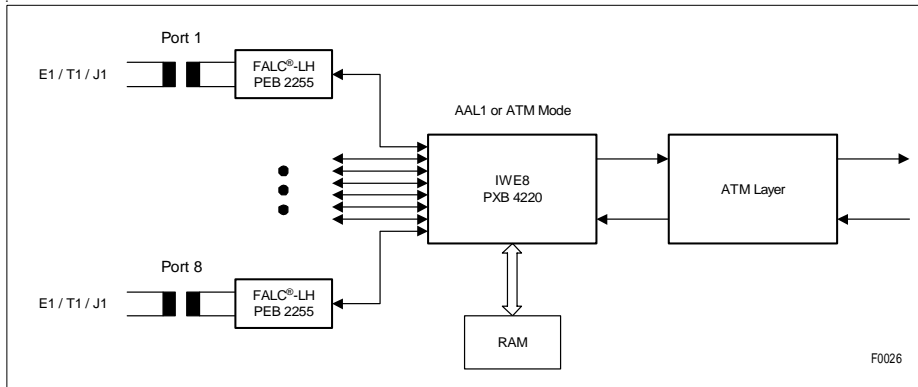 Port 1
E1 / T1 / J1
FALC®-LH
PEB 2255
AAL1 or ATM Mode
IWE8
PXB 4220
ATM Layer
Port 8
E1 / T1 / J1
FALC®-LH
PEB 2255
RAM
F0026